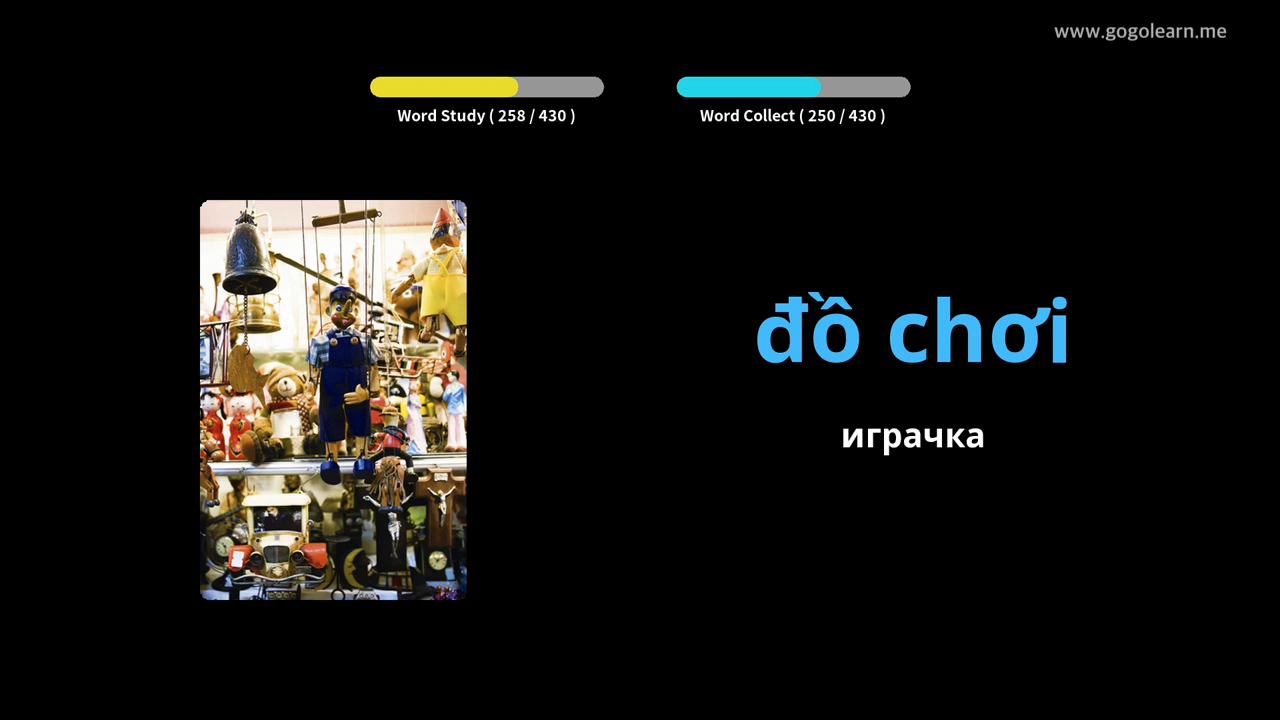 www.gogolearn.me
Word Study ( 258 / 430 )
Word Collect ( 250 / 430 )
đồ chơi
играчка